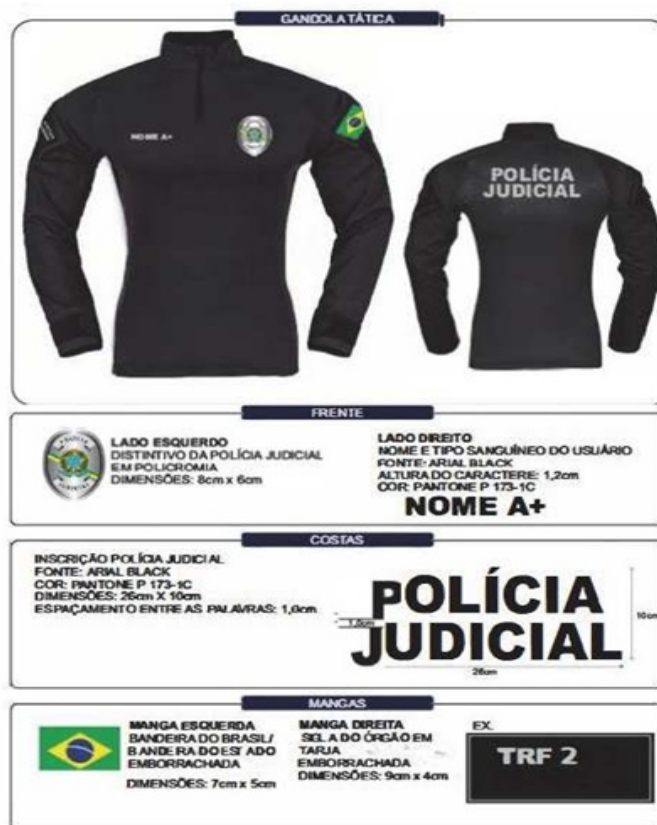 GANDOLA TÁTICA
NOME A+
POLÍCIA
JUDICIAL
FRENTE
LADO ESQUERDO
DISTINTIVO DA POLÍCIA JUDICIAL
EM POLICROMIA
DIMENSÕES: 8cm x 6cm
LADO DIREITO
NOME E TIPO SANGUÍNEO DO USUÁRIO
FONTE: ARIAL BLACK
ALTURA DO CARACTERE: 1,2cm
COR: PANTONE P 173-1C
NOME A+
COSTAS
INSCRIÇÃO POLÍCIA JUDICIAL
FONTE: ARIAL BLACK
COR: PANTONE P 173-1C
DIMENSÕES: 26cm X 10cm
ESPAÇAMENTO ENTRE AS PALAVRAS: 1,0cm
POLÍCIA
JUDICIAL
1,0cm
10cm
26cm
MANGAS
MANGA ESQUERDA
BANDEIRA DO BRASIL/
BANDEIRA DO ESTADO
EMBORRACHADA
DIMENSÕES: 7cm x 5cm
MANGA DIREITA
SIGLA DO ÓRGÃO EM
TARJA
EMBORRACHADA
DIMENSÕES: 9cm x 4cm
EX.
TRF 2